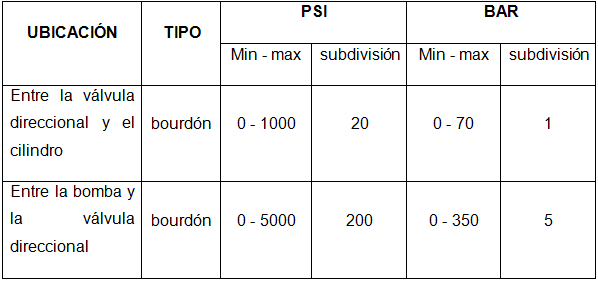 UBICACIÓN TIPO PSI BAR
Min - max subdivisión Min - max subdivisión
Entre la válvula
direccional y el
cilindro
bourdón 0 - 1000 20 0 - 70 1
Entre la bomba y
la válvula
direccional
bourdón 0 - 5000 200 0 - 350 5